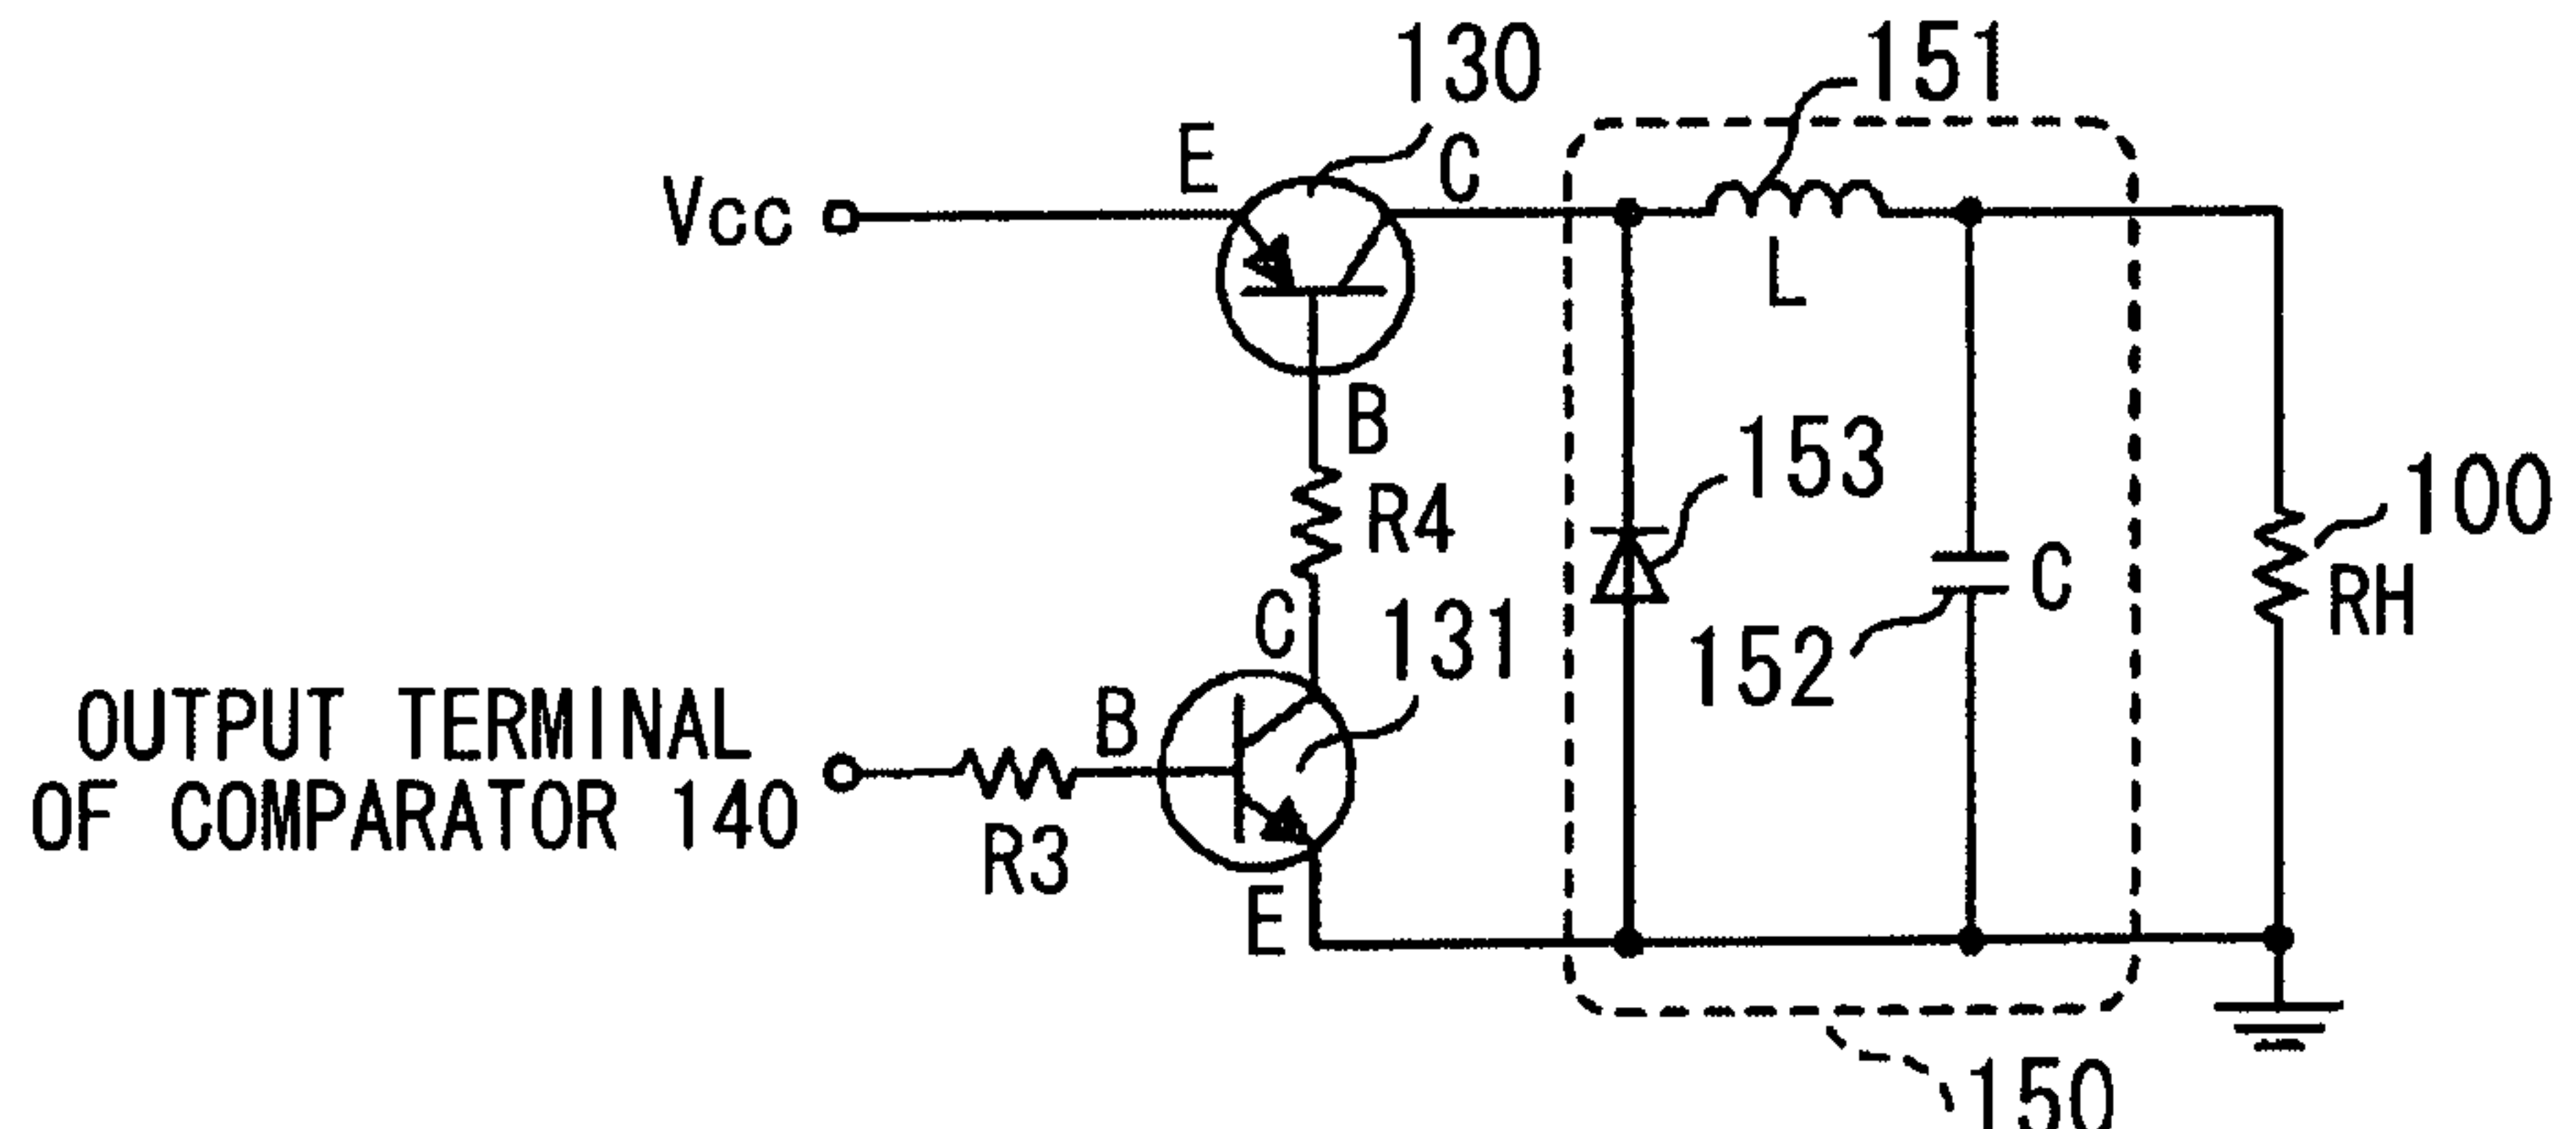 130
151
E
C
Vcc
L
B
153
R4
100
C
RH
C
131
152
OUTPUT TERMINAL
OF COMPARATOR 140
B
R3
E
150